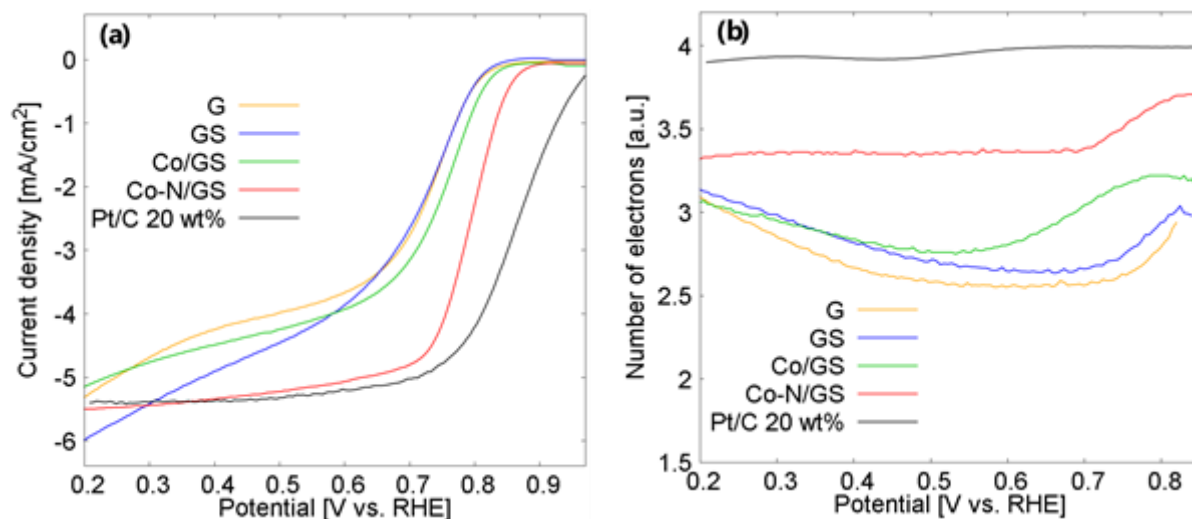 (a)
0
-1
-2
-3
-4
-5
-6
Current density [mA/cm²]
G
GS
Co/GS
Co-N/GS
Pt/C 20 wt%
0.2 0.3 0.4 0.5 0.6 0.7 0.8 0.9
Potential [V vs. RHE]
(b)
4
3.5
3
2.5
2
1.5
Number of electrons [a.u.]
G
GS
Co/GS
Co-N/GS
Pt/C 20 wt%
0.2 0.3 0.4 0.5 0.6 0.7 0.8
Potential [V vs. RHE]